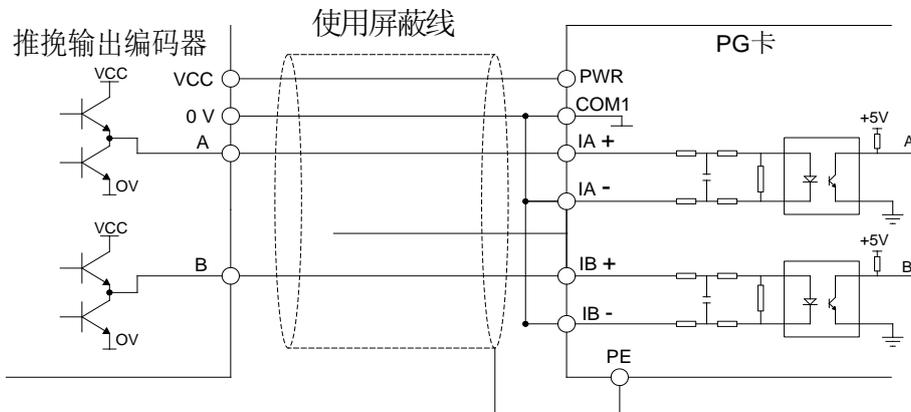 使用屏蔽线
推挽输出编码器
PG卡
VCC
VCC
PWR
0 V
COM1
+5V
A
IA +
A
OV
IA -
VCC
+5V
B
IB +
B
OV
IB -
PE